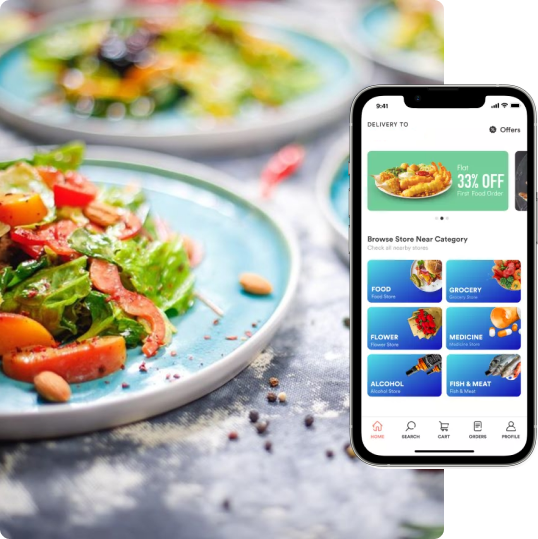 9:41
DELIVERY TO
Offers
Flat
33% OFF
First Food Order
Browse Store Near Category
Check all nearby stores
FOOD
Food Store
GROCERY
Grocery Store
FLOWER
Flower Store
MEDICINE
Medicine Store
ALCOHOL
Alcohol Store
FISH & MEAT
Fish & Meat
HOME
SEARCH
CART
ORDERS
PROFILE